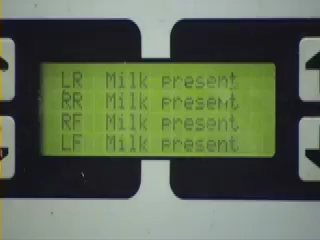 LR Milk present
RR Milk present
RF Milk present
LF Milk present